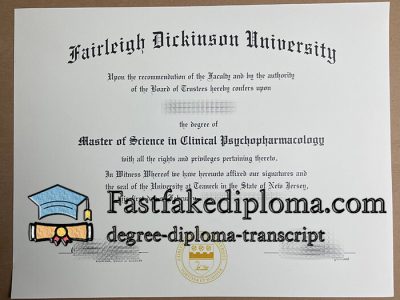 Fairleigh Dickinson University
Upon the recommendation of the Faculty and by the authority
of the Board of Trustees hereby confers upon
the degree of
Master of Science in Clinical Psychopharmacology
with all the rights and privileges pertaining thereto.
In Witness Whereof we have hereunto affixed our signatures and
the seal of the University at Teaneck in the State of New Jersey,
Fastfakediploma.com
degree-diploma-transcript